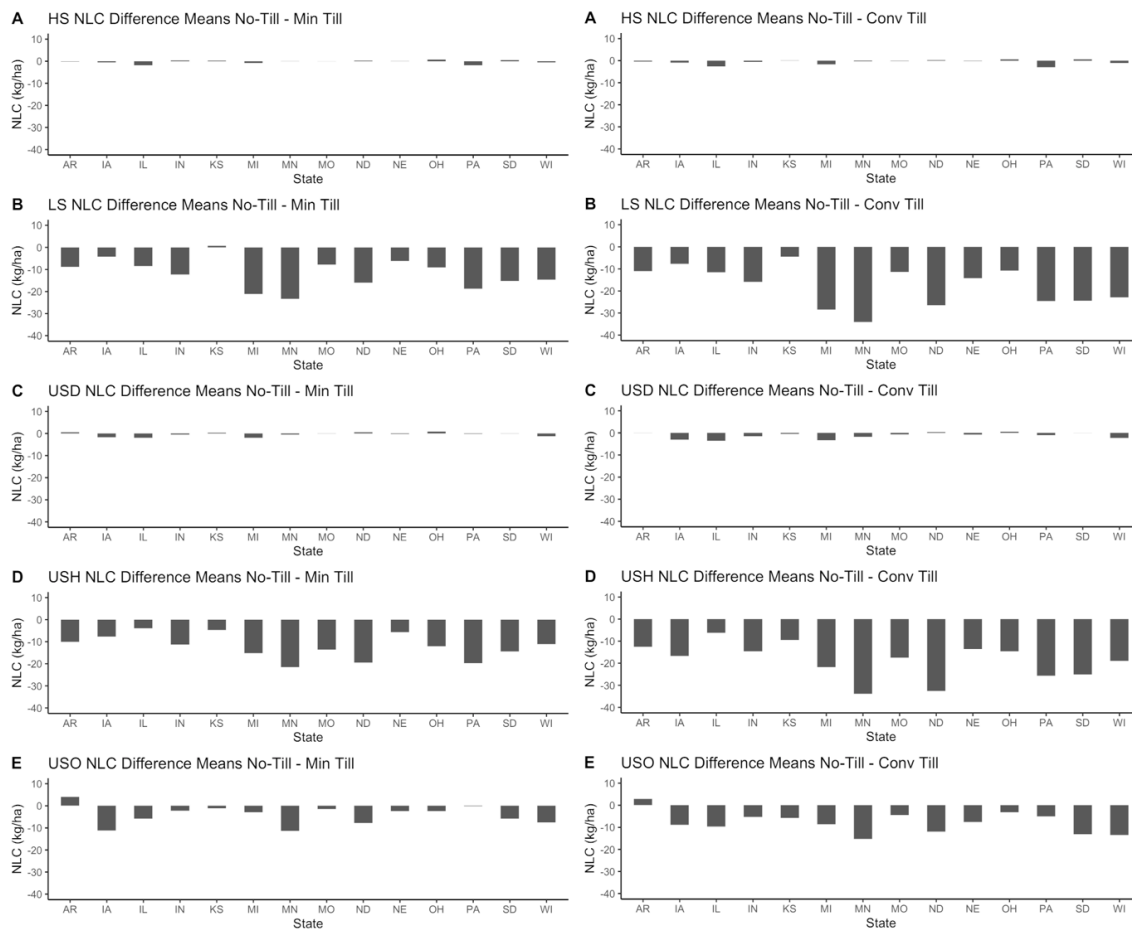 A HS NLC Difference Means No-Till - Min Till
NLC (kg/ha)
10
0
-10
-20
-30
-40
AR IA IL IN KS MI MN MO ND NE OH PA SD WI
State
B LS NLC Difference Means No-Till - Min Till
NLC (kg/ha)
10
0
-10
-20
-30
-40
AR IA IL IN KS MI MN MO ND NE OH PA SD WI
State
C USD NLC Difference Means No-Till - Min Till
NLC (kg/ha)
10
0
-10
-20
-30
-40
AR IA IL IN KS MI MN MO ND NE OH PA SD WI
State
D USH NLC Difference Means No-Till - Min Till
NLC (kg/ha)
10
0
-10
-20
-30
-40
AR IA IL IN KS MI MN MO ND NE OH PA SD WI
State
E USO NLC Difference Means No-Till - Min Till
NLC (kg/ha)
10
0
-10
-20
-30
-40
AR IA IL IN KS MI MN MO ND NE OH PA SD WI
State
A HS NLC Difference Means No-Till - Conv Till
NLC (kg/ha)
10
0
-10
-20
-30
-40
AR IA IL IN KS MI MN MO ND NE OH PA SD WI
State
B LS NLC Difference Means No-Till - Conv Till
NLC (kg/ha)
10
0
-10
-20
-30
-40
AR IA IL IN KS MI MN MO ND NE OH PA SD WI
State
C USD NLC Difference Means No-Till - Conv Till
NLC (kg/ha)
10
0
-10
-20
-30
-40
AR IA IL IN KS MI MN MO ND NE OH PA SD WI
State
D USH NLC Difference Means No-Till - Conv Till
NLC (kg/ha)
10
0
-10
-20
-30
-40
AR IA IL IN KS MI MN MO ND NE OH PA SD WI
State
E USO NLC Difference Means No-Till - Conv Till
NLC (kg/ha)
10
0
-10
-20
-30
-40
AR IA IL IN KS MI MN MO ND NE OH PA SD WI
State